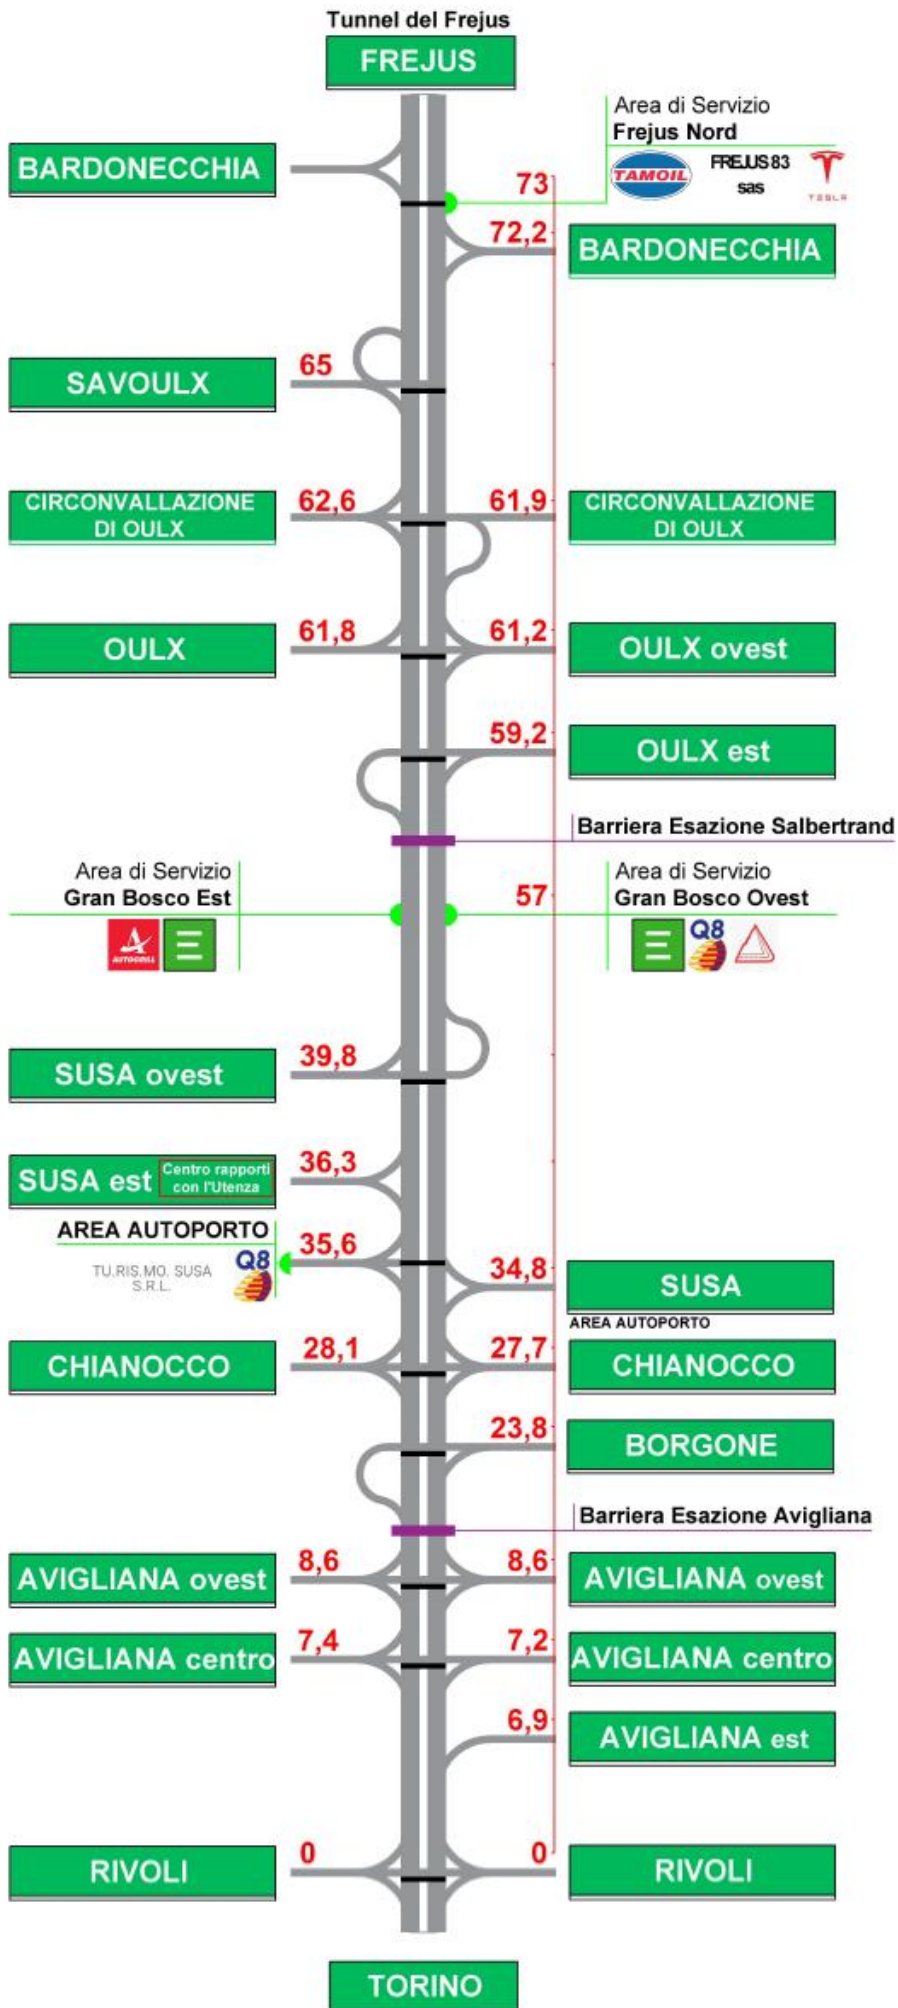 Tunnel del Frejus
FREJUS
Area di Servizio
Frejus Nord
TAMOIL
FREJUS 83
sas
TESLA
BARDONECCHIA
73
72,2
BARDONECCHIA
SAVOULX
65
CIRCONVALLAZIONE
DI OULX
62,6
61,9
CIRCONVALLAZIONE
DI OULX
OULX
61,8
61,2
OULX ovest
59,2
OULX est
Barriera Esazione Salbertrand
Area di Servizio
Gran Bosco Est
AUTOGRILL
57
Area di Servizio
Gran Bosco Ovest
Q8
SUSA ovest
39,8
SUSA est
Centro rapporti
con l'Utenza
36,3
AREA AUTOPORTO
TU.RIS.MO. SUSA
S.R.L.
Q8
35,6
34,8
SUSA
AREA AUTOPORTO
CHIANOCCO
28,1
27,7
CHIANOCCO
23,8
BORGONE
Barriera Esazione Avigliana
AVIGLIANA ovest
8,6
8,6
AVIGLIANA ovest
AVIGLIANA centro
7,4
7,2
AVIGLIANA centro
6,9
AVIGLIANA est
RIVOLI
0
0
RIVOLI
TORINO